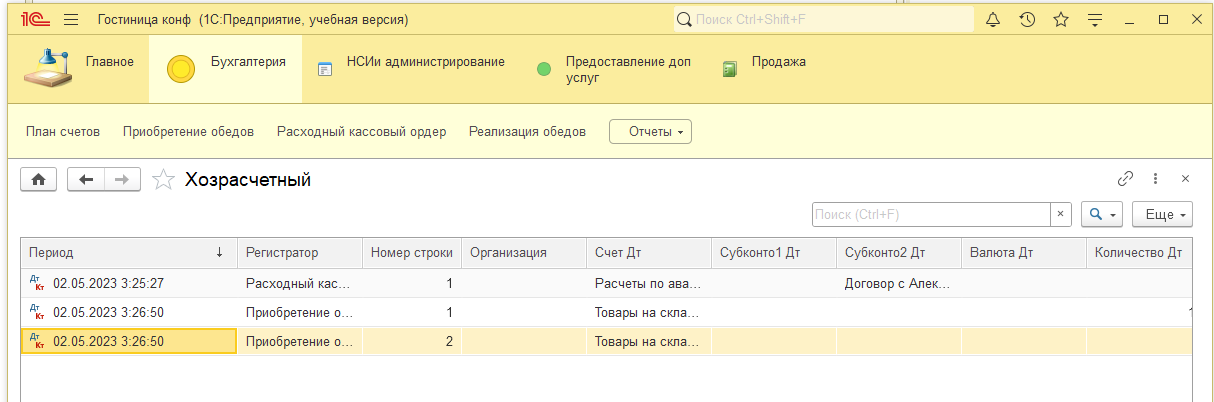 1С Гостиница конф (1С:Предприятие, учебная версия) Поиск Ctrl+Shift+F
Главное Бухгалтерия НСИи администрирование Предоставление доп услуг Продажа
План счетов Приобретение обедов Расходный кассовый ордер Реализация обедов Отчеты
Хозрасчетный
Поиск (Ctrl+F) × Еще
Период ↓ Регистратор Номер строки Организация Счет Дт Субконто1 Дт Субконто2 Дт Валюта Дт Количество Дт
Дт Кт 02.05.2023 3:25:27 Расходный кас... 1 Расчеты по ава... Договор с Алек...
Дт Кт 02.05.2023 3:26:50 Приобретение о... 1 Товары на скла...
Дт Кт 02.05.2023 3:26:50 Приобретение о... 2 Товары на скла...